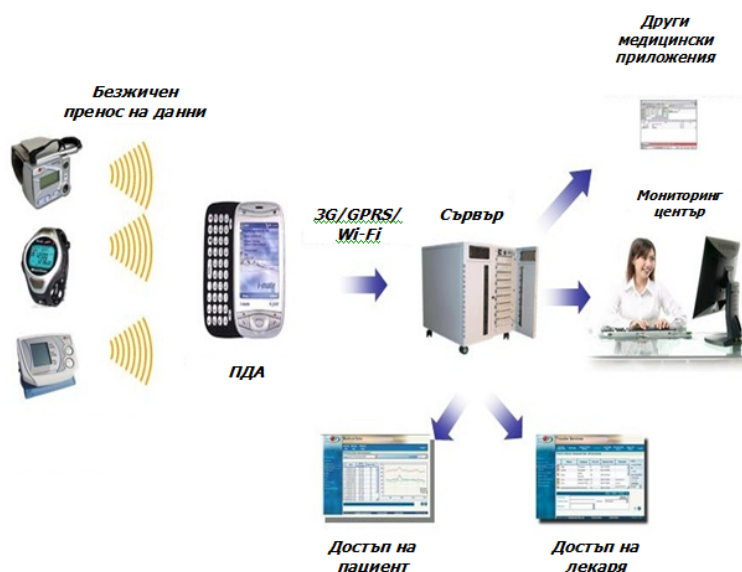 Други
медицински
приложения
Безжичен
пренос на данни
3G/GPRS/
Wi-Fi
Сървър
Мониторинг
център
i-mate
ПДА
Достъп на
пациент
Достъп на
лекаря